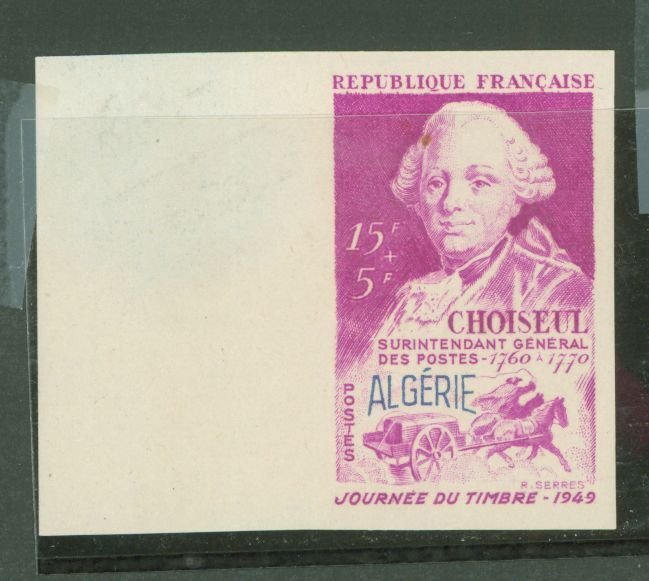 REPUBLIQUE FRANÇAISE
15F
+
5F
CHOISEUL
SURINTENDANT GÉNÉRAL
DES POSTES - 1760 à 1770
ALGÉRIE
POSTES
R. SERRES
JOURNÉE DU TIMBRE - 1949